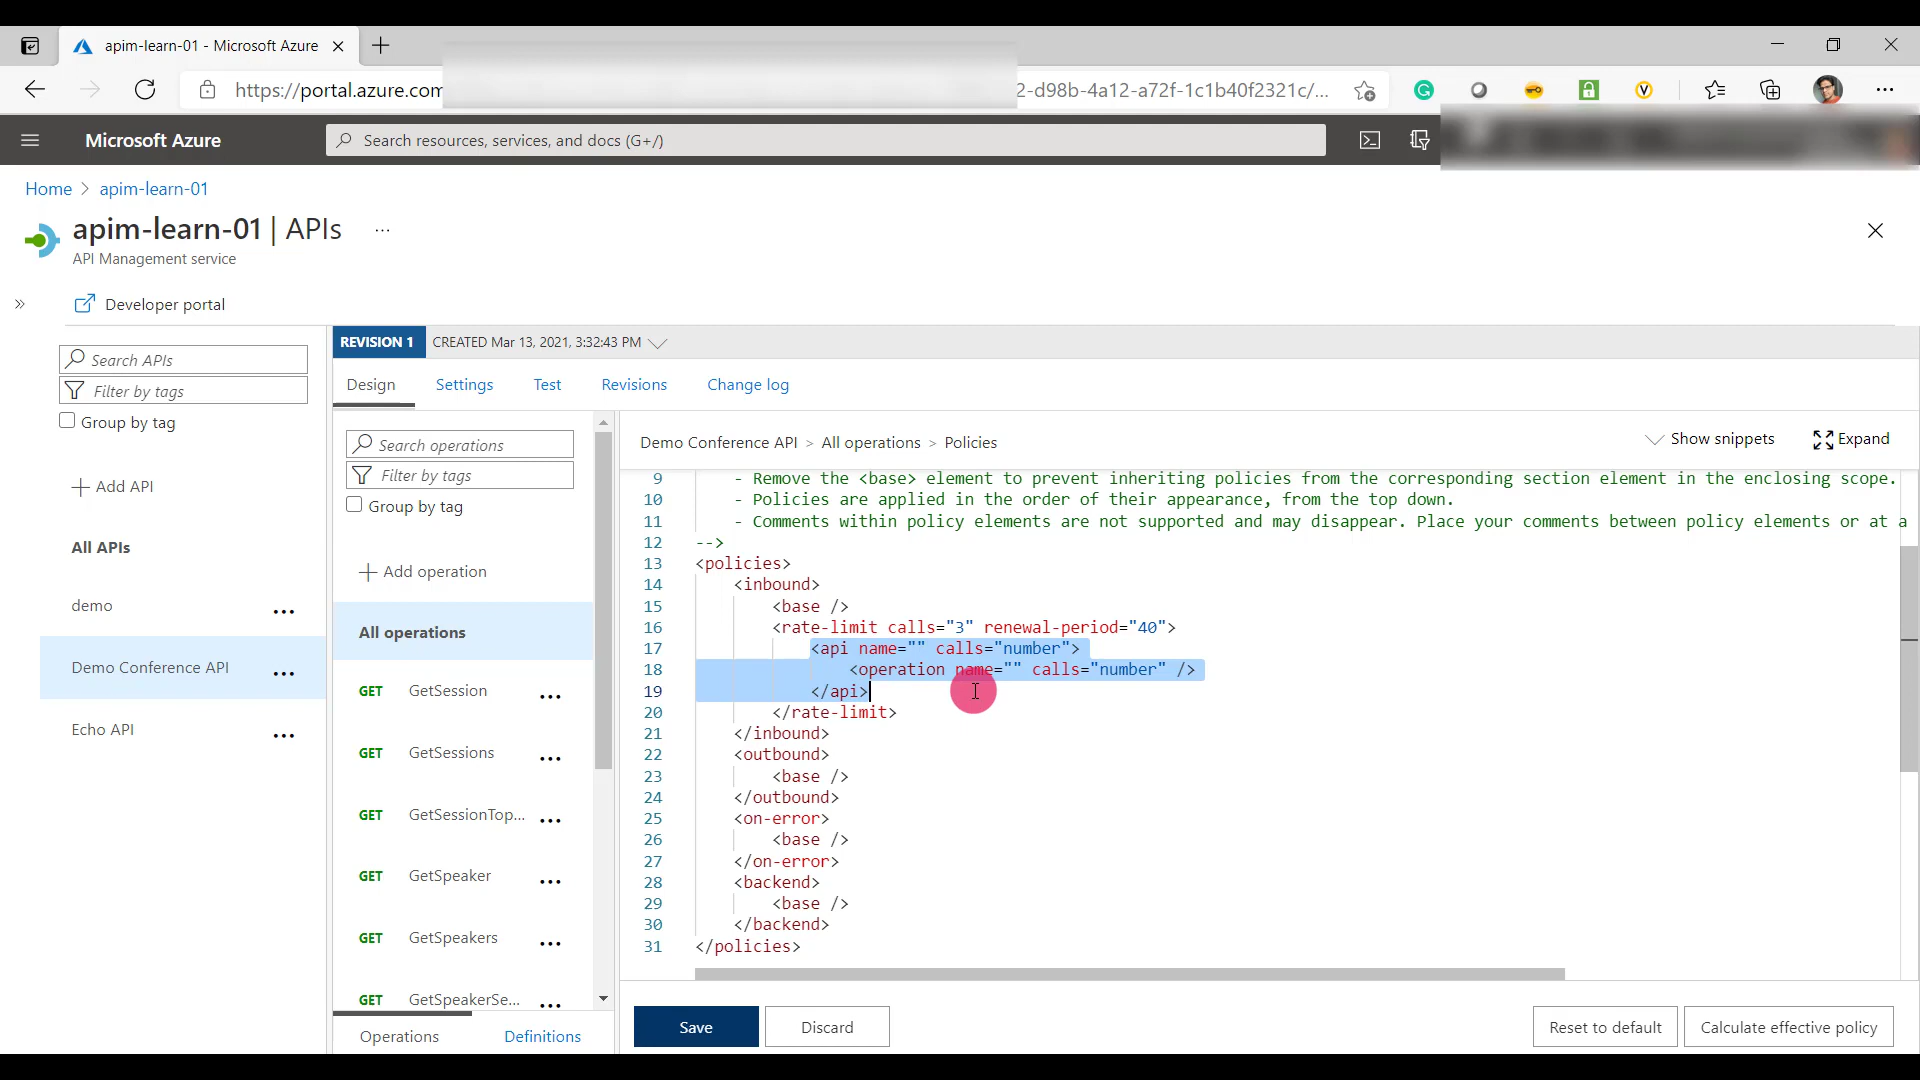 apim-learn-01 - Microsoft Azure
https://portal.azure.com
2-d98b-4a12-a72f-1c1b40f2321c/...
Microsoft Azure
Search resources, services, and docs (G+/)
Home > apim-learn-01
apim-learn-01 | APIs ...
API Management service
Developer portal
Search APIs
Filter by tags
Group by tag
+ Add API
All APIs
demo ...
Demo Conference API ...
Echo API ...
REVISION 1 CREATED Mar 13, 2021, 3:32:43 PM
Design Settings Test Revisions Change log
Search operations
Filter by tags
Group by tag
+ Add operation
All operations
GET GetSession ...
GET GetSessions ...
GET GetSessionTop... ...
GET GetSpeaker ...
GET GetSpeakers ...
GET GetSpeakerSe... ...
Operations Definitions
Demo Conference API > All operations > Policies
Show snippets Expand
9 - Remove the <base> element to prevent inheriting policies from the corresponding section element in the enclosing scope.
10 - Policies are applied in the order of their appearance, from the top down.
11 - Comments within policy elements are not supported and may disappear. Place your comments between policy elements or at a
12 -->
13 <policies>
14 <inbound>
15 <base />
16 <rate-limit calls="3" renewal-period="40">
17 <api name="" calls="number">
18 <operation name="" calls="number" />
19 </api>
20 </rate-limit>
21 </inbound>
22 <outbound>
23 <base />
24 </outbound>
25 <on-error>
26 <base />
27 </on-error>
28 <backend>
29 <base />
30 </backend>
31 </policies>
Save Discard Reset to default Calculate effective policy